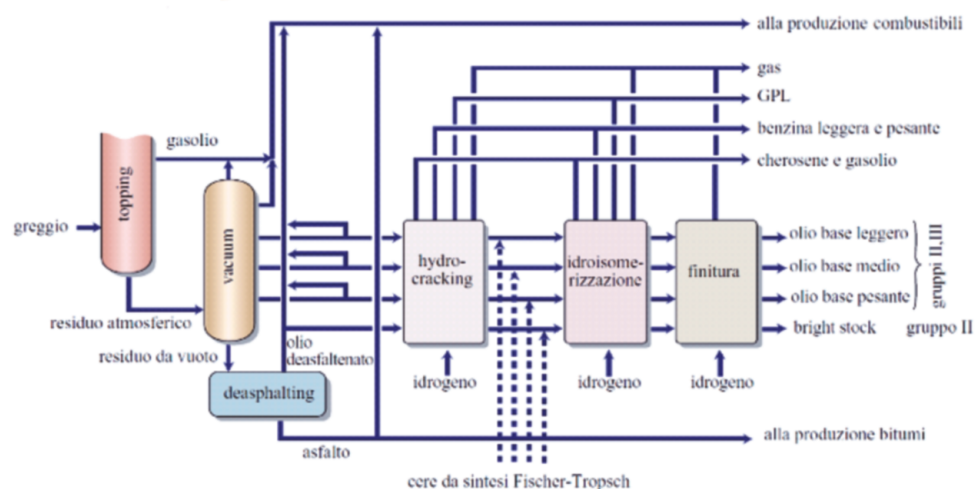 alla produzione combustibili
gas
GPL
benzina leggera e pesante
cherosene e gasolio
gasolio
topping
greggio
vacuum
hydro-
cracking
idroisome-
rizzazione
finitura
olio base leggero
olio base medio
olio base pesante
gruppi II,III
bright stock
gruppo II
residuo atmosferico
residuo da vuoto
olio
deasfaltenato
deasphalting
idrogeno
idrogeno
idrogeno
asfalto
alla produzione bitumi
cere da sintesi Fischer-Tropsch